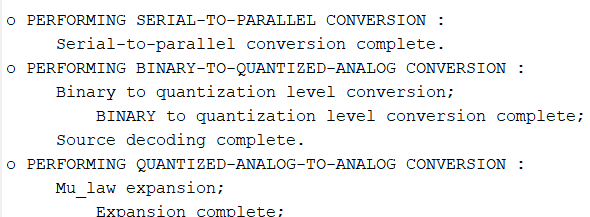 o PERFORMING SERIAL-TO-PARALLEL CONVERSION :
Serial-to-parallel conversion complete.
o PERFORMING BINARY-TO-QUANTIZED-ANALOG CONVERSION :
Binary to quantization level conversion;
BINARY to quantization level conversion complete;
Source decoding complete.
o PERFORMING QUANTIZED-ANALOG-TO-ANALOG CONVERSION :
Mu_law expansion;
Expansion complete;